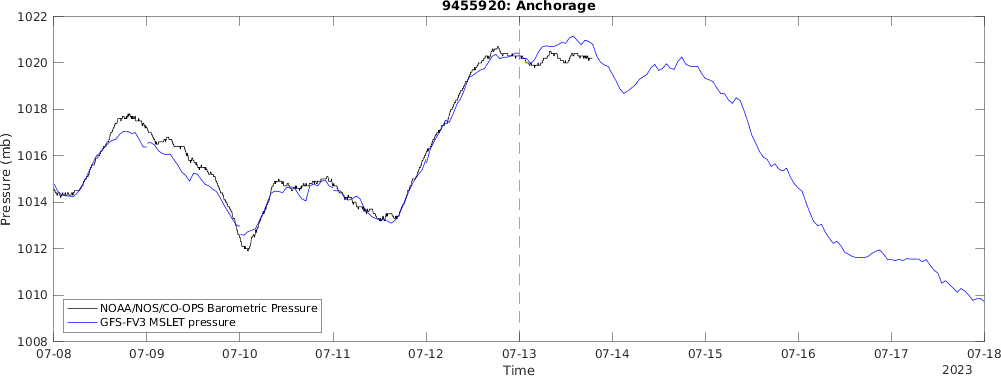 9455920: Anchorage
Pressure (mb)
1022
1020
1018
1016
1014
1012
1010
1008
NOAA/NOS/CO-OPS Barometric Pressure
GFS-FV3 MSLET pressure
07-08 07-09 07-10 07-11 07-12 07-13 07-14 07-15 07-16 07-17 07-18
Time
2023